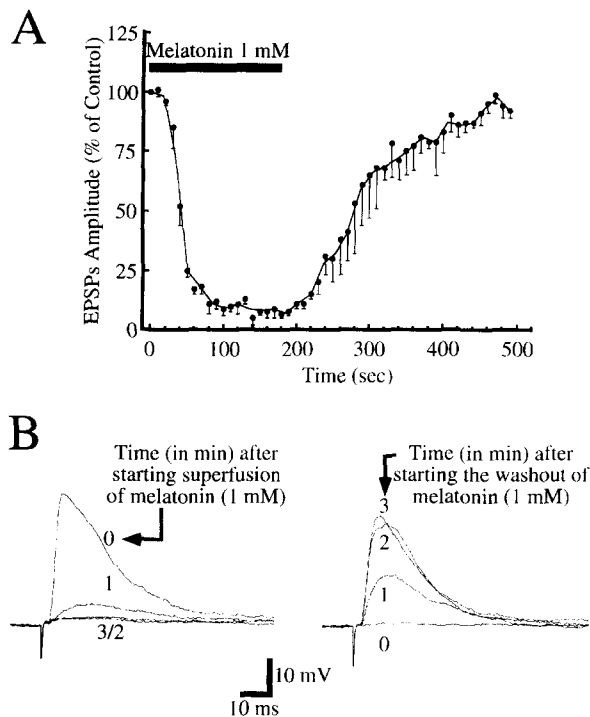 A
125
100
75
50
25
0
EPSPs Amplitude (% of Control)
Melatonin 1 mM
0 100 200 300 400 500
Time (sec)
B
Time (in min) after
starting superfusion
of melatonin (1 mM)
0
1
3/2
Time (in min) after
starting the washout of
melatonin (1 mM)
3
2
1
0
10 mV
10 ms